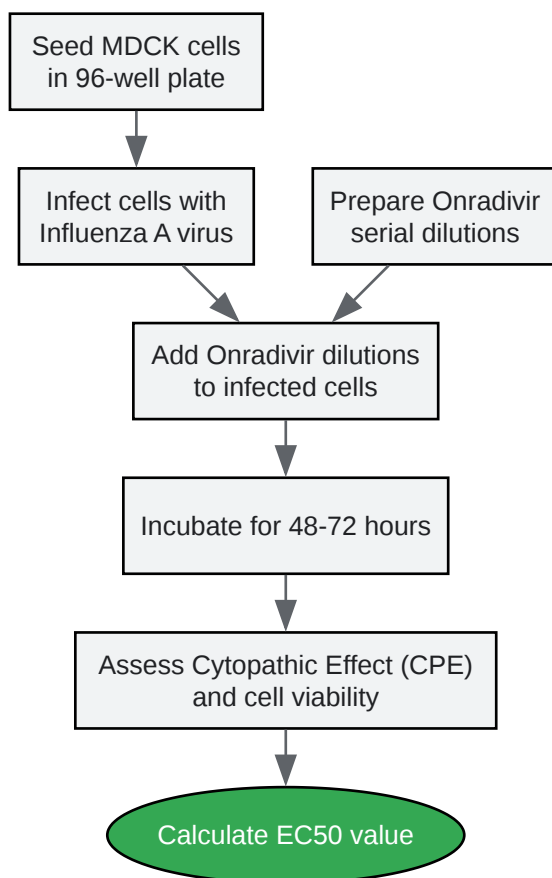 Seed MDCK cells
in 96-well plate
Infect cells with
Influenza A virus
Prepare Onradivir
serial dilutions
Add Onradivir dilutions
to infected cells
Incubate for 48-72 hours
Assess Cytopathic Effect (CPE)
and cell viability
Calculate EC50 value